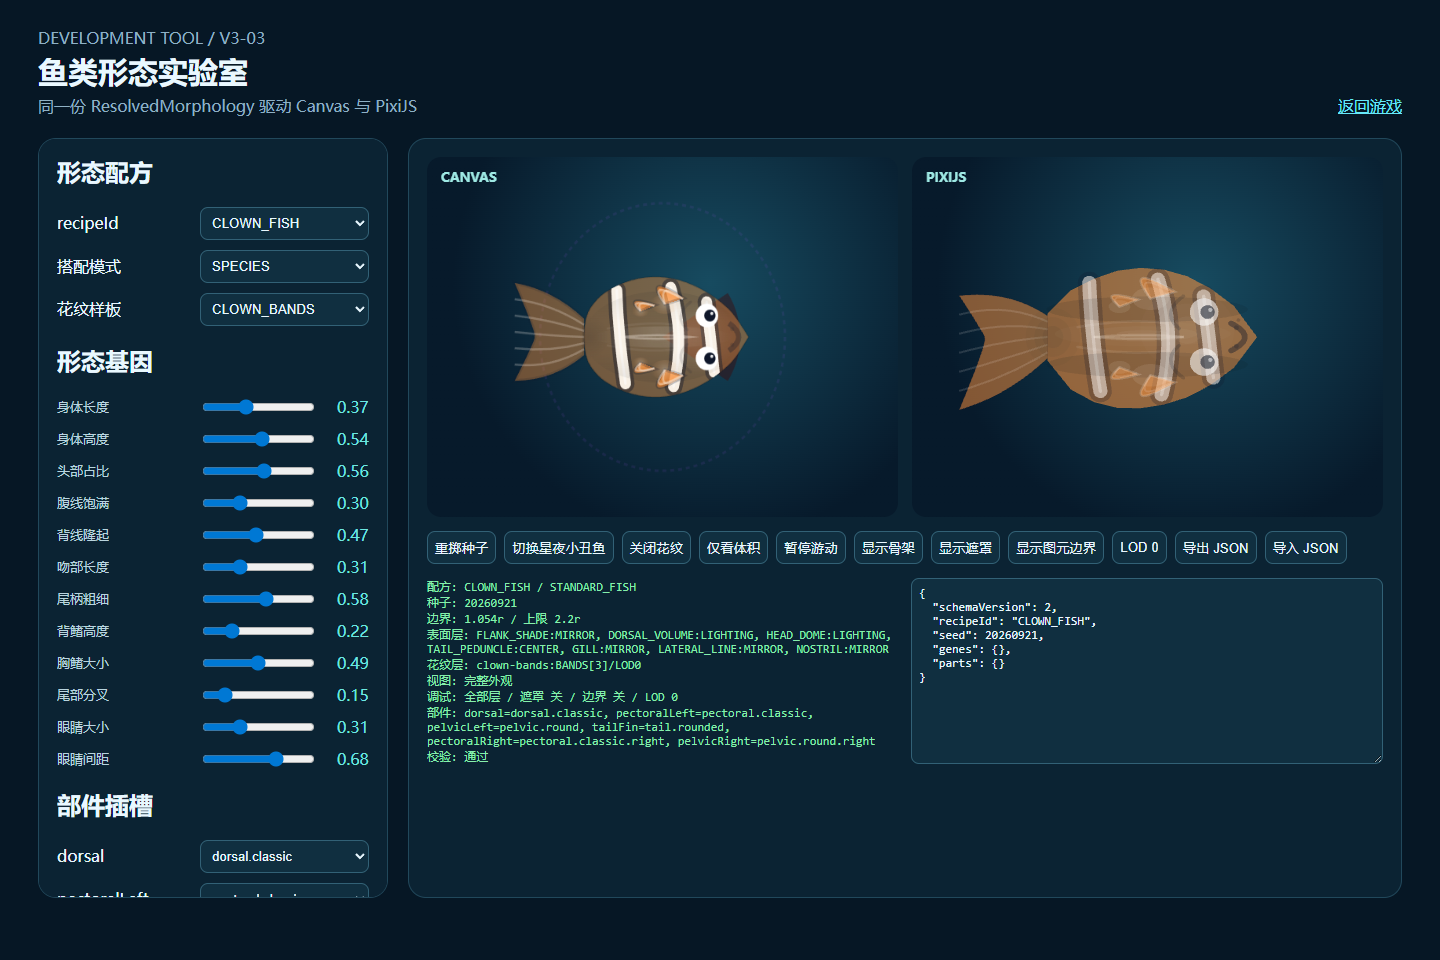 DEVELOPMENT TOOL / V3-03
鱼类形态实验室
同一份 ResolvedMorphology 驱动 Canvas 与 PixiJS
返回游戏
形态配方
recipeId CLOWN_FISH
搭配模式 SPECIES
花纹样板 CLOWN_BANDS
形态基因
身体长度 0.37
身体高度 0.54
头部占比 0.56
腹线饱满 0.30
背线隆起 0.47
吻部长度 0.31
尾柄粗细 0.58
背鳍高度 0.22
胸鳍大小 0.49
尾部分叉 0.15
眼睛大小 0.31
眼睛间距 0.68
部件插槽
dorsal dorsal.classic
CANVAS
PIXIJS
重掷种子 切换星夜小丑鱼 关闭花纹 仅看体积 暂停游动 显示骨架 显示遮罩 显示图元边界 LOD 0 导出 JSON 导入 JSON
配方: CLOWN_FISH / STANDARD_FISH
种子: 20260921
边界: 1.054r / 上限 2.2r
表面层: FLANK_SHADE:MIRROR, DORSAL_VOLUME:LIGHTING, HEAD_DOME:LIGHTING,
TAIL_PEDUNCLE:CENTER, GILL:MIRROR, LATERAL_LINE:MIRROR, NOSTRIL:MIRROR
花纹层: clown-bands:BANDS[3]/LOD0
视图: 完整外观
调试: 全部层 / 遮罩 关 / 边界 关 / LOD 0
部件: dorsal=dorsal.classic, pectoralLeft=pectoral.classic,
pelvicLeft=pelvic.round, tailFin=tail.rounded,
pectoralRight=pectoral.classic.right, pelvicRight=pelvic.round.right
校验: 通过
{
"schemaVersion": 2,
"recipeId": "CLOWN_FISH",
"seed": 20260921,
"genes": {},
"parts": {}
}